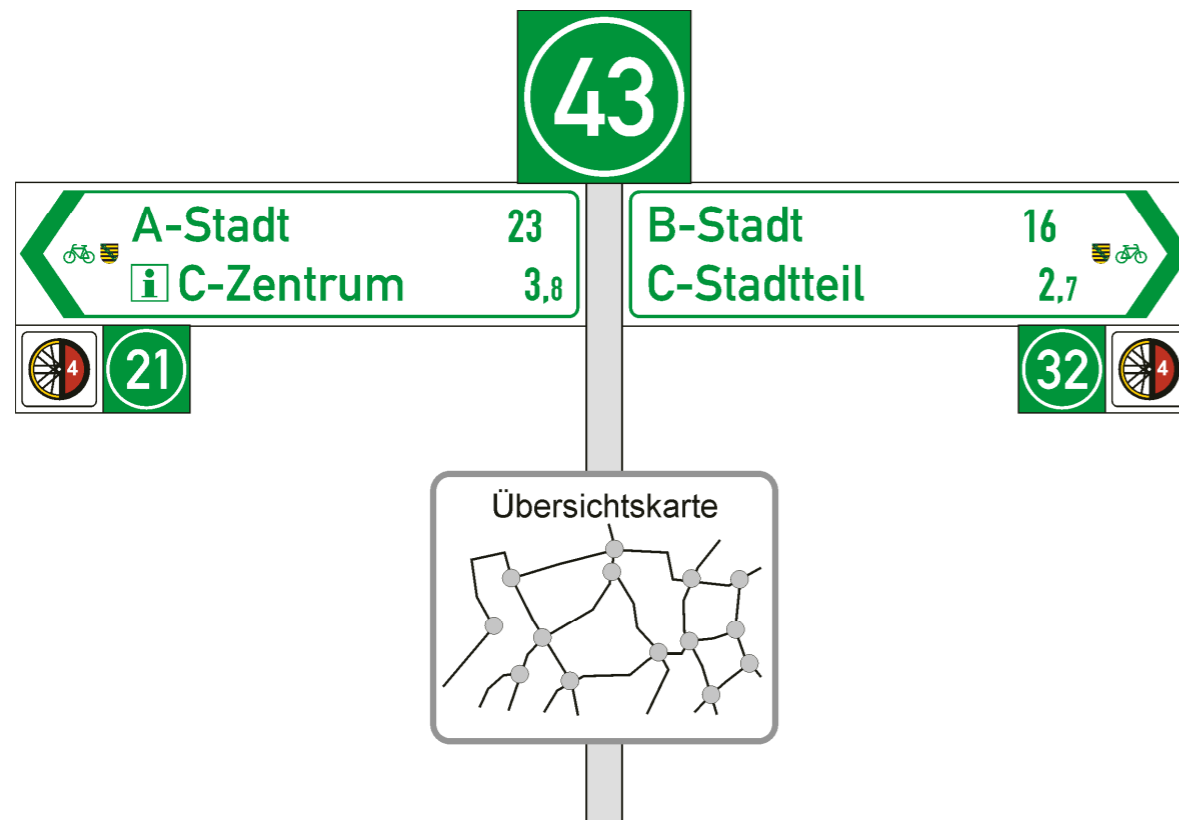 43
A-Stadt 23
i C-Zentrum 3,8
B-Stadt 16
C-Stadtteil 2,7
4 21
32 4
Übersichtskarte